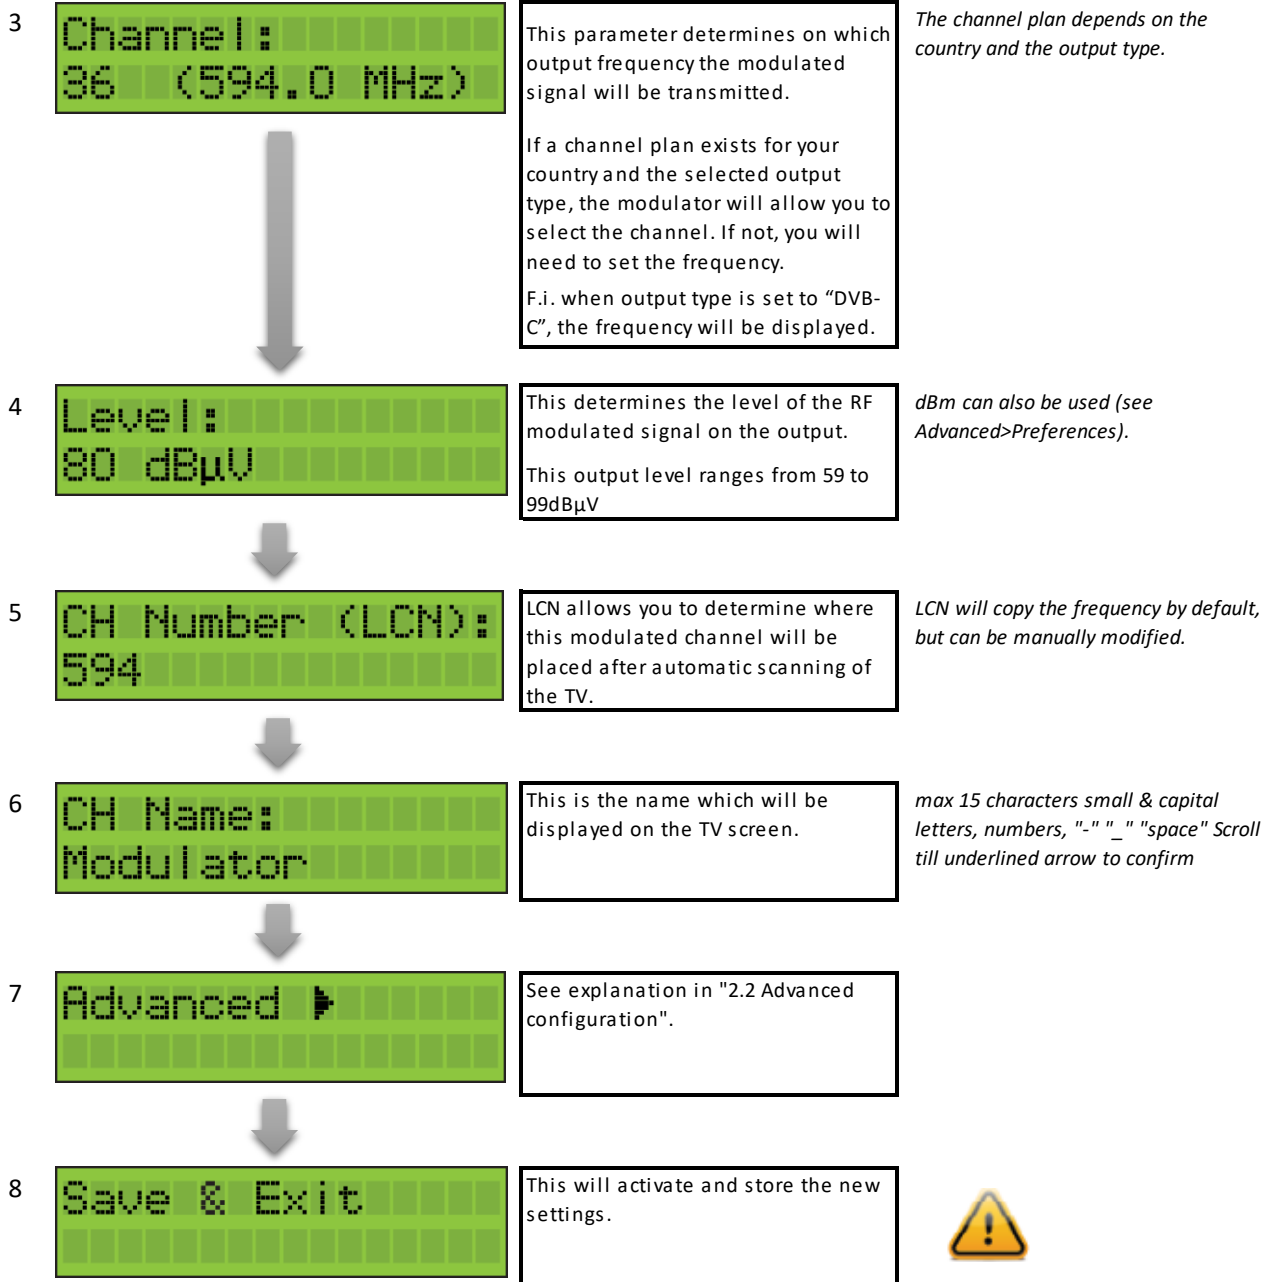 3
Channel:
36 (594.0 MHz)
This parameter determines on which
output frequency the modulated
signal will be transmitted.
If a channel plan exists for your
country and the selected output
type, the modulator will allow you to
select the channel. If not, you will
need to set the frequency.
F.i. when output type is set to “DVB-
C”, the frequency will be displayed.
The channel plan depends on the
country and the output type.
4
Level:
80 dBµV
This determines the level of the RF
modulated signal on the output.
This output level ranges from 59 to
99dBµV
dBm can also be used (see
Advanced>Preferences).
5
CH Number (LCN):
594
LCN allows you to determine where
this modulated channel will be
placed after automatic scanning of
the TV.
LCN will copy the frequency by default,
but can be manually modified.
6
CH Name:
Modulator
This is the name which will be
displayed on the TV screen.
max 15 characters small & capital
letters, numbers, "-" "_" "space" Scroll
till underlined arrow to confirm
7
Advanced
See explanation in "2.2 Advanced
configuration".
8
Save & Exit
This will activate and store the new
settings.